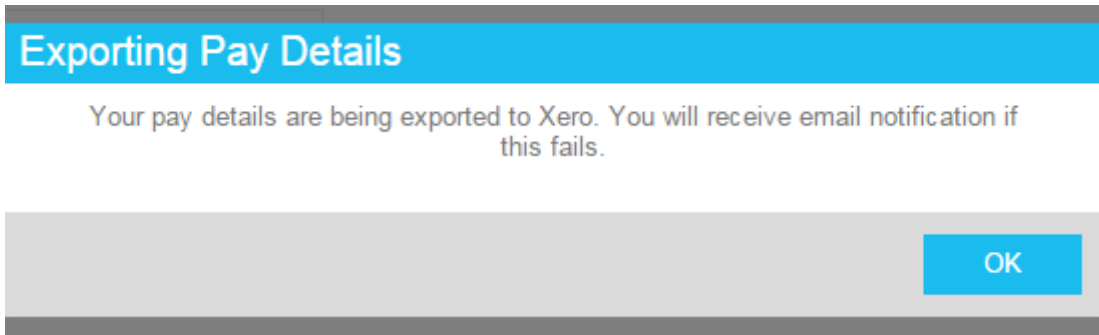 Exporting Pay Details
Your pay details are being exported to Xero. You will receive email notification if
this fails.
OK